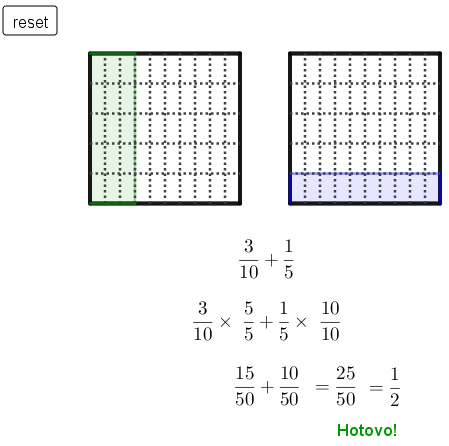 reset
3/10 + 1/5
3/10 × 5/5 + 1/5 × 10/10
15/50 + 10/50 = 25/50 = 1/2
Hotovo!